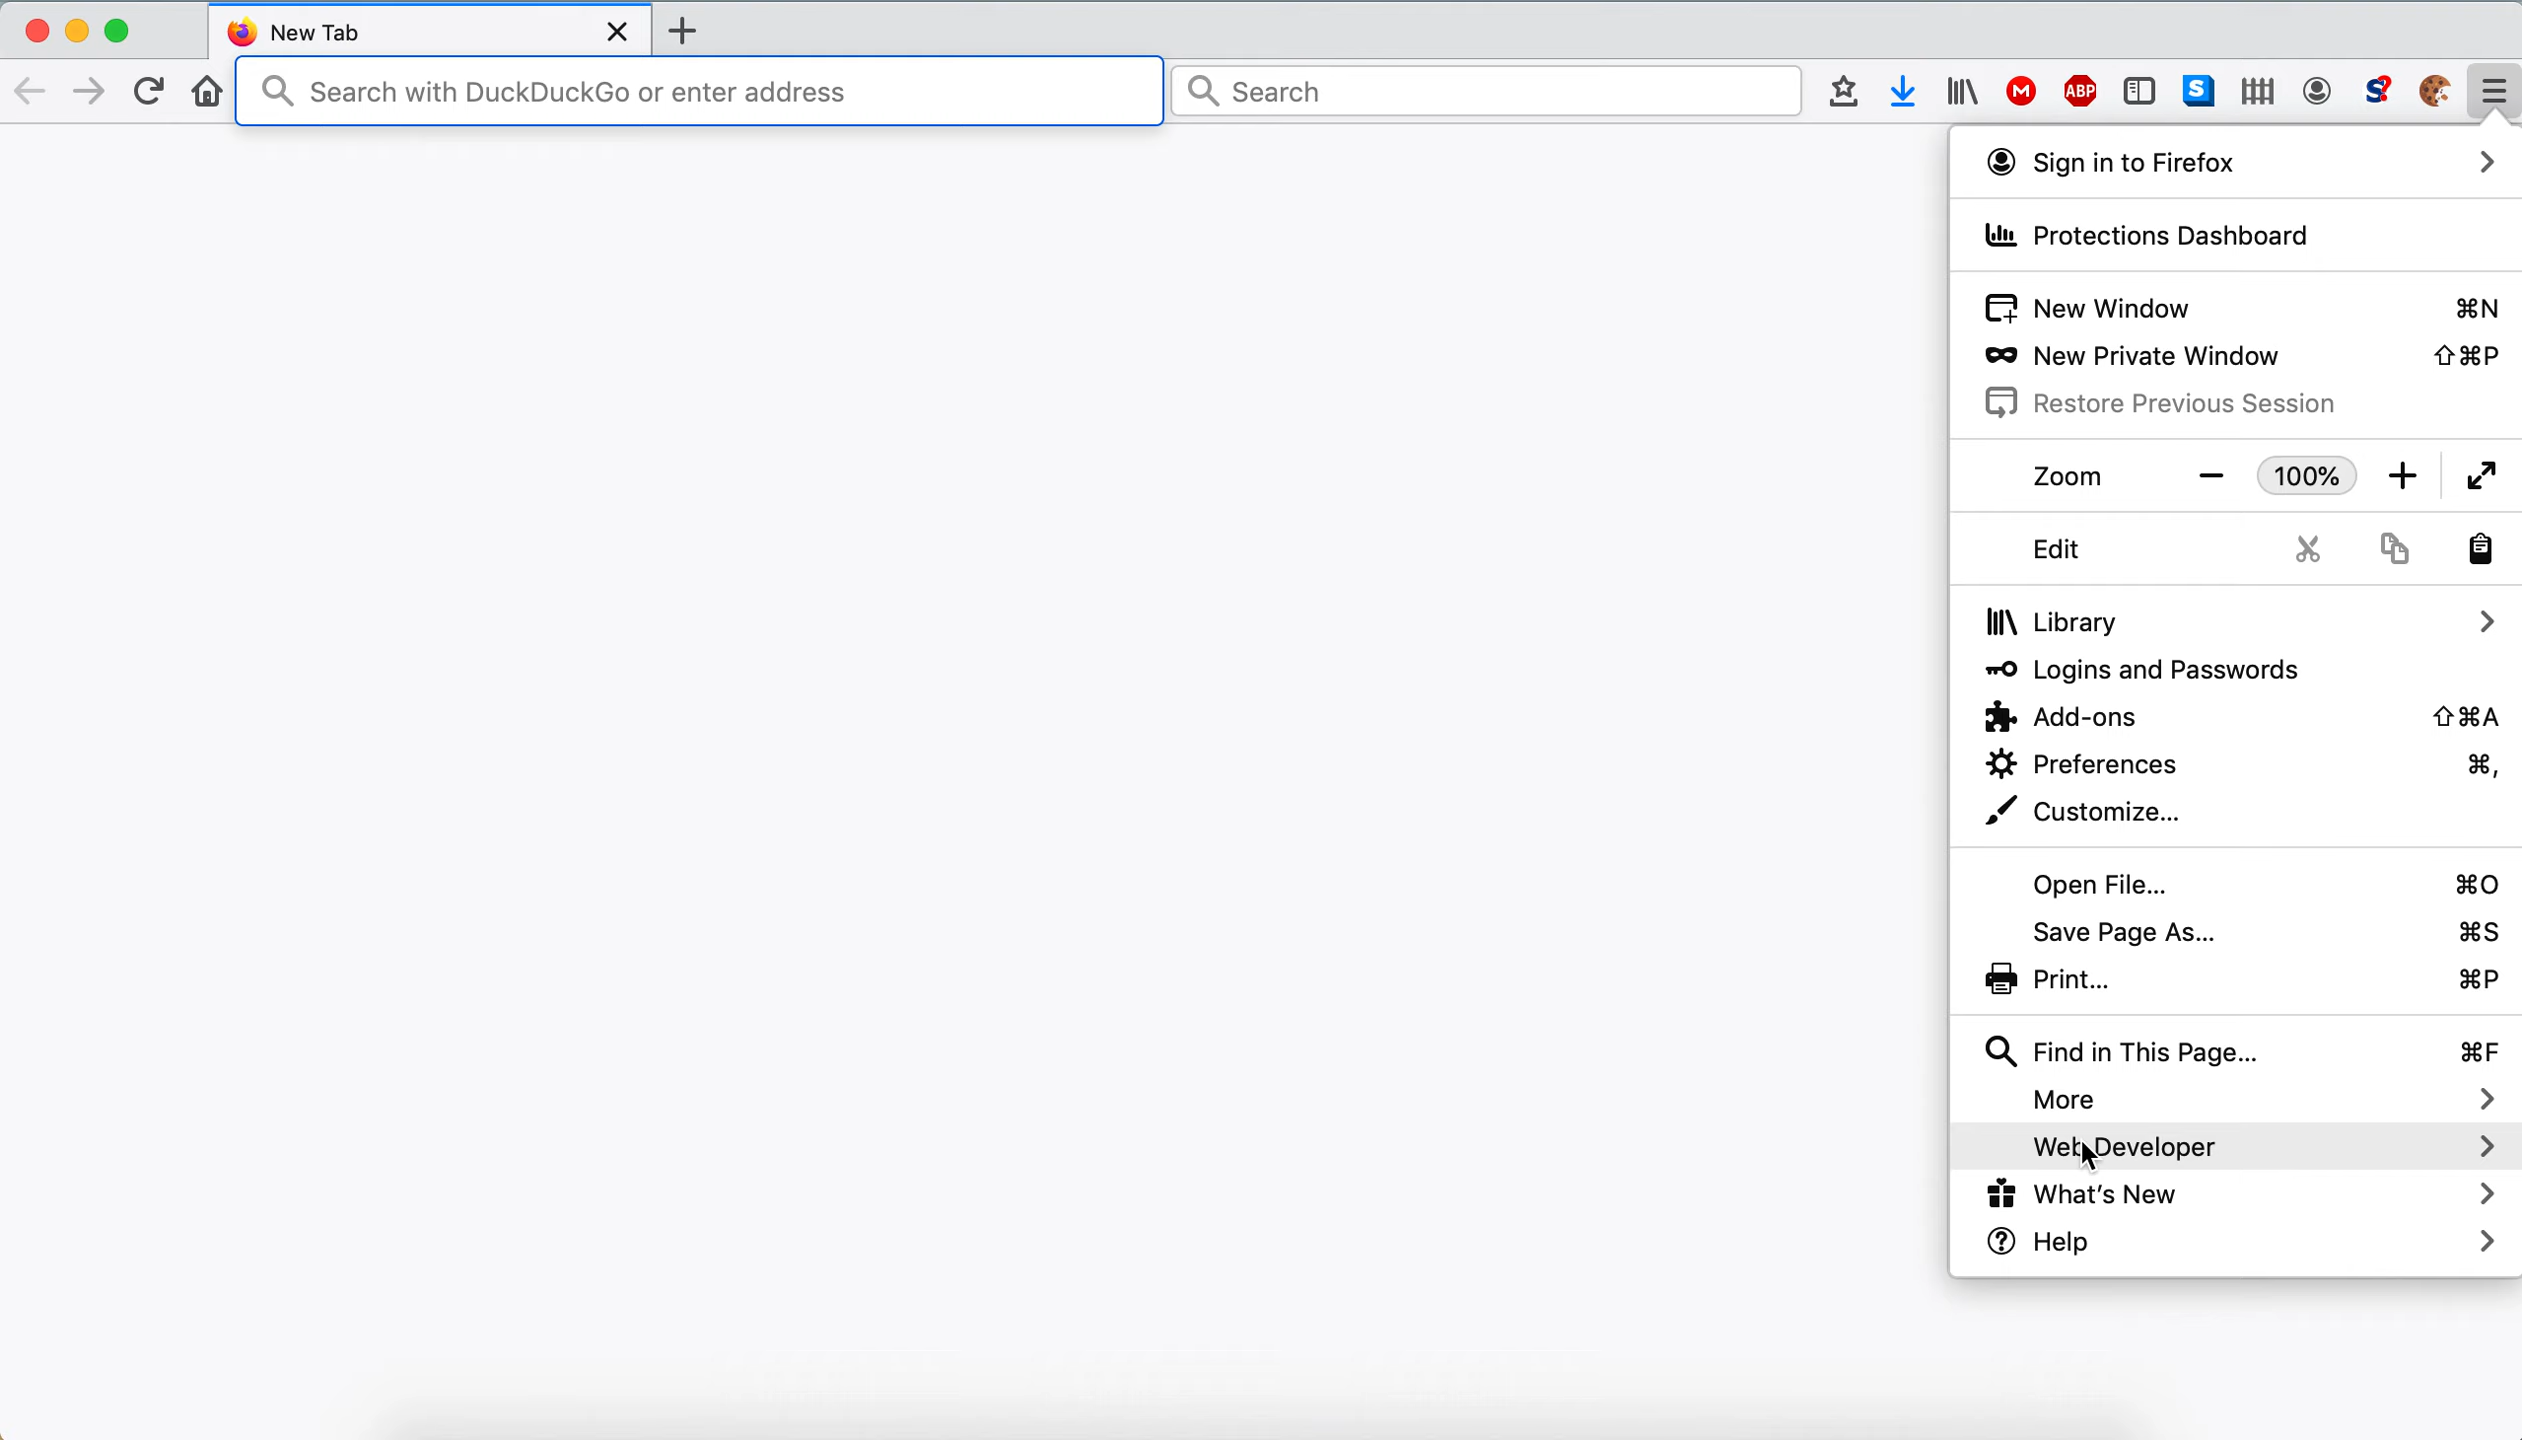 New Tab
Search with DuckDuckGo or enter address
Search
M
ABP
S
S?
Sign in to Firefox
Protections Dashboard
New Window ⌘N
New Private Window ⇧⌘P
Restore Previous Session
Zoom − 100% +
Edit
Library
Logins and Passwords
Add-ons ⇧⌘A
Preferences ⌘,
Customize...
Open File... ⌘O
Save Page As... ⌘S
Print... ⌘P
Find in This Page... ⌘F
More
Web Developer
What's New
Help